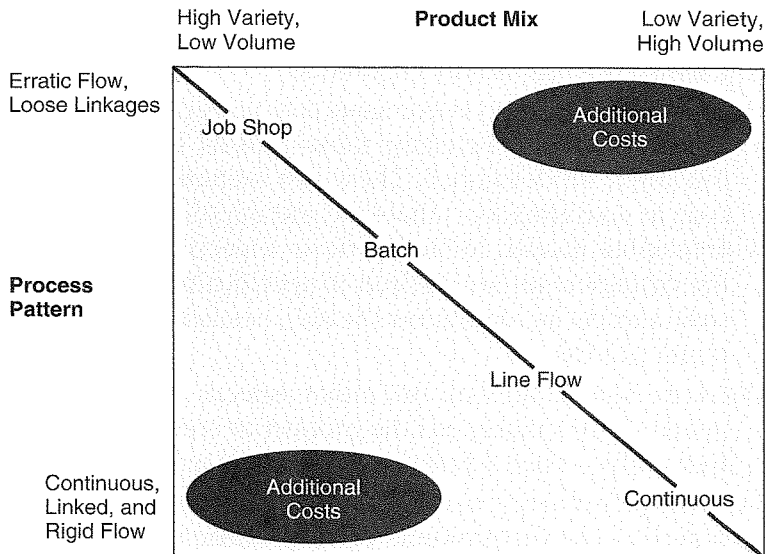 High Variety,
Low Volume
Product Mix
Low Variety,
High Volume
Erratic Flow,
Loose Linkages
Job Shop
Additional
Costs
Batch
Process
Pattern
Line Flow
Continuous,
Linked, and
Rigid Flow
Additional
Costs
Continuous